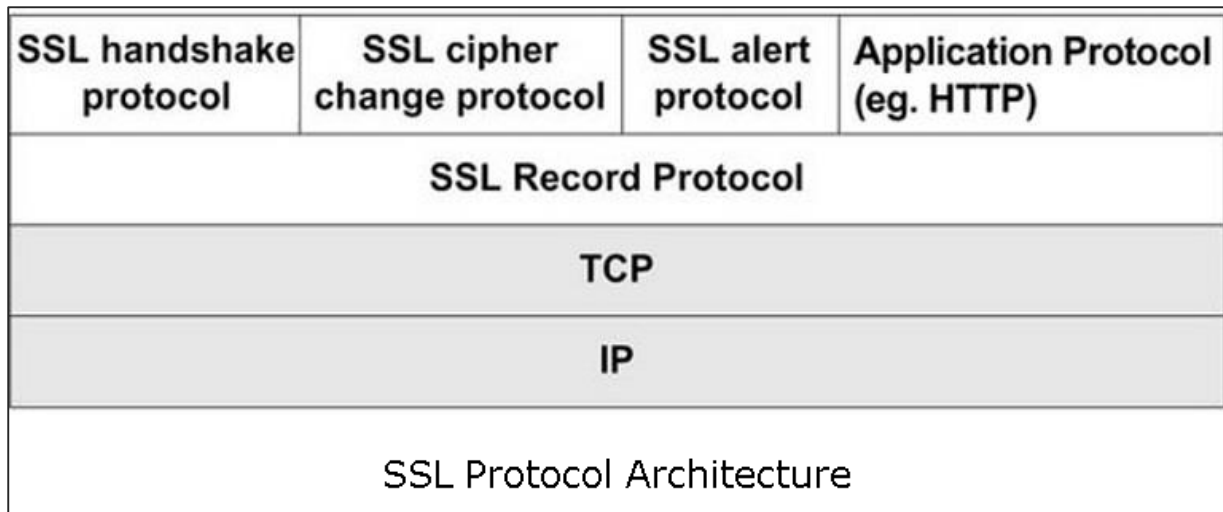 SSL handshake
protocol
SSL cipher
change protocol
SSL alert
protocol
Application Protocol
(eg. HTTP)
SSL Record Protocol
TCP
IP
SSL Protocol Architecture